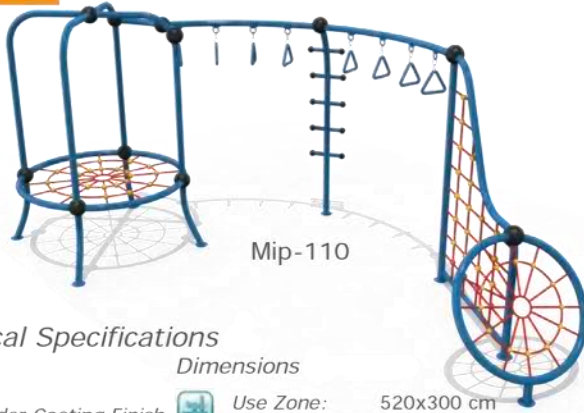 Mip-110
cal Specifications
Dimensions
der Coating Finish
Use Zone: 520x300 cm